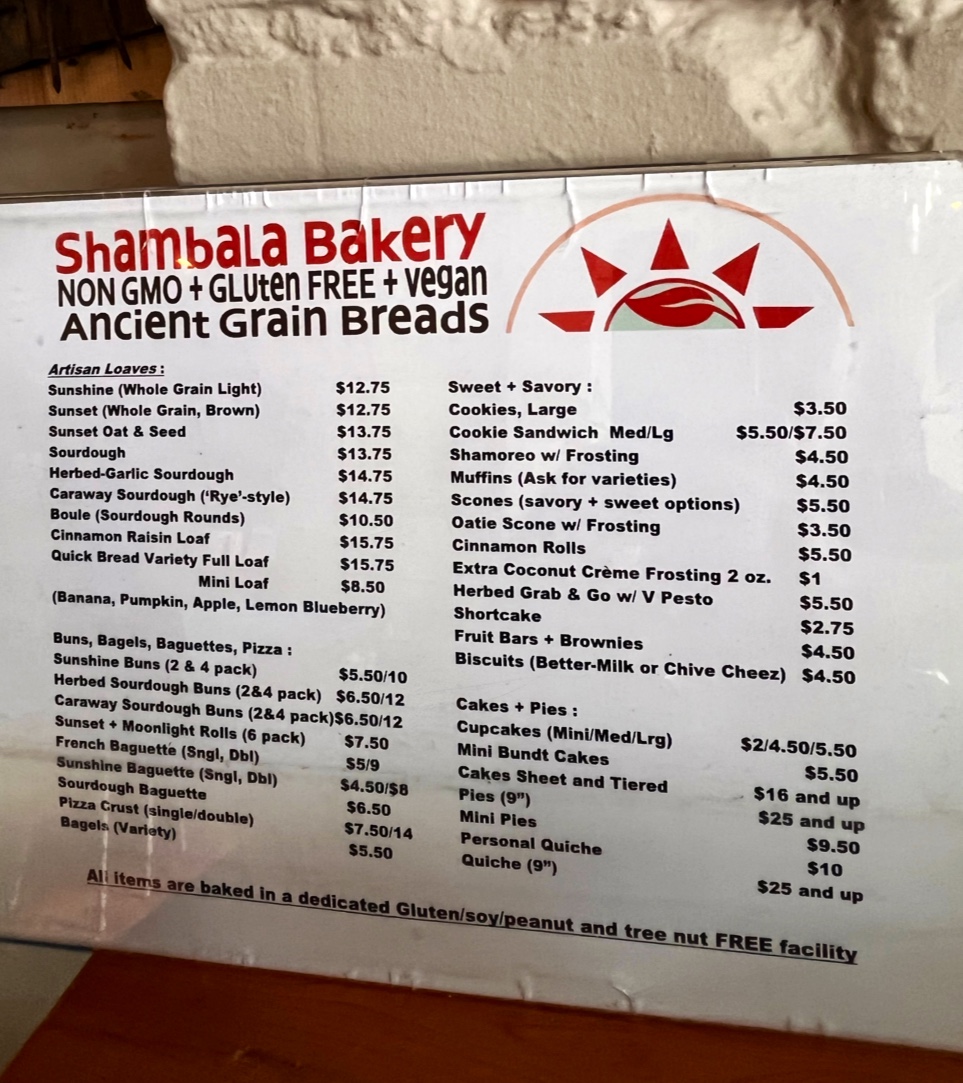 Shambala Bakery
NON GMO + GLUten FREE + vegan
Ancient Grain Breads
Artisan Loaves :
Sunshine (Whole Grain Light) $12.75
Sunset (Whole Grain, Brown) $12.75
Sunset Oat & Seed $13.75
Sourdough $13.75
Herbed-Garlic Sourdough $14.75
Caraway Sourdough (‘Rye’-style) $14.75
Boule (Sourdough Rounds) $10.50
Cinnamon Raisin Loaf $15.75
Quick Bread Variety Full Loaf $15.75
Mini Loaf $8.50
(Banana, Pumpkin, Apple, Lemon Blueberry)
Buns, Bagels, Baguettes, Pizza :
Sunshine Buns (2 & 4 pack) $5.50/10
Herbed Sourdough Buns (2&4 pack) $6.50/12
Caraway Sourdough Buns (2&4 pack)$6.50/12
Sunset + Moonlight Rolls (6 pack) $7.50
French Baguette (Sngl, Dbl) $5/9
Sunshine Baguette (Sngl, Dbl) $4.50/$8
Sourdough Baguette $6.50
Pizza Crust (single/double) $7.50/14
Bagels (Variety) $5.50
Sweet + Savory :
Cookies, Large $3.50
Cookie Sandwich Med/Lg $5.50/$7.50
Shamoreo w/ Frosting $4.50
Muffins (Ask for varieties) $4.50
Scones (savory + sweet options) $5.50
Oatie Scone w/ Frosting $3.50
Cinnamon Rolls $5.50
Extra Coconut Crème Frosting 2 oz. $1
Herbed Grab & Go w/ V Pesto $5.50
Shortcake $2.75
Fruit Bars + Brownies $4.50
Biscuits (Better-Milk or Chive Cheez) $4.50
Cakes + Pies :
Cupcakes (Mini/Med/Lrg) $2/4.50/5.50
Mini Bundt Cakes $5.50
Cakes Sheet and Tiered $16 and up
Pies (9”) $25 and up
Mini Pies $9.50
Personal Quiche $10
Quiche (9”) $25 and up
All items are baked in a dedicated Gluten/soy/peanut and tree nut FREE facility